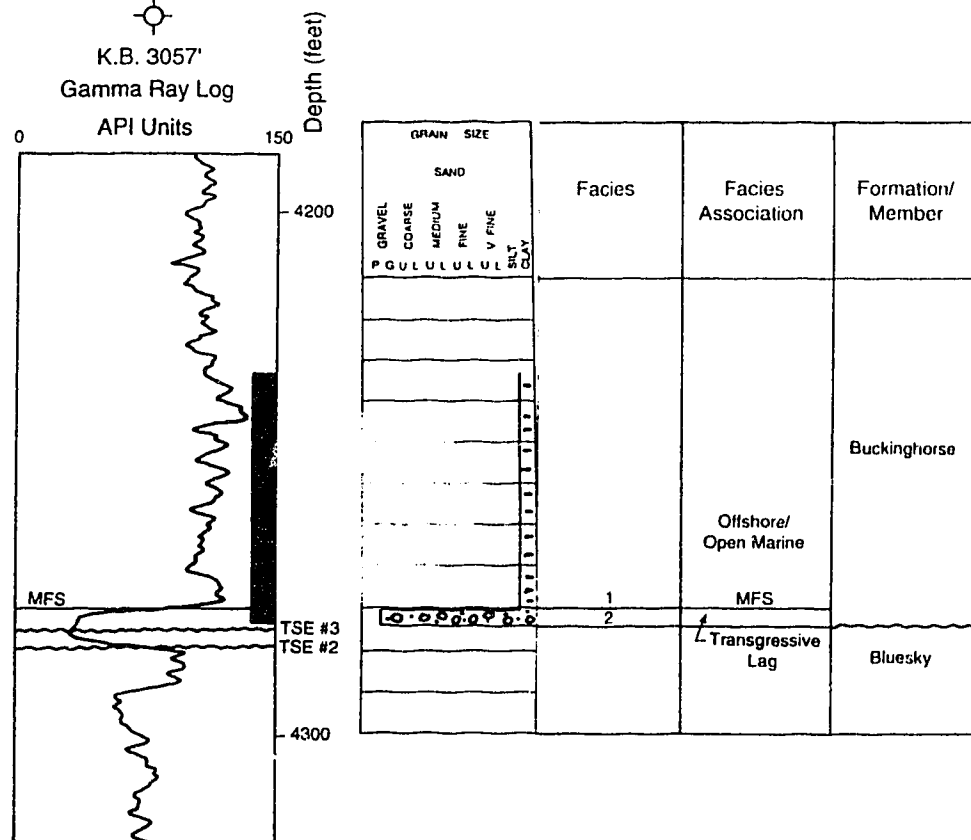 K.B. 3057'
Gamma Ray Log
API Units
0
150
Depth (feet)
4200
4300
MFS
TSE #3
TSE #2
GRAIN SIZE
SAND
GRAVEL
COARSE
MEDIUM
FINE
V FINE
SILT
CLAY
P G U L U L U L U L
Facies
Facies
Association
Formation/
Member
Buckinghorse
Offshore/
Open Marine
1
MFS
2
Transgressive
Lag
Bluesky